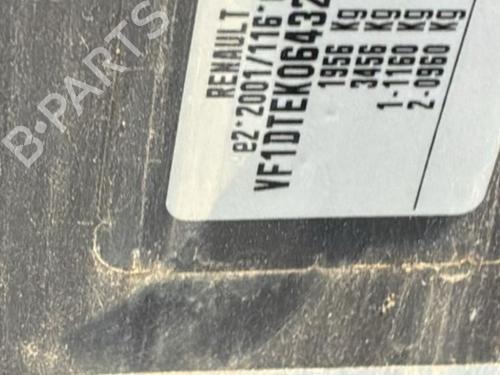 RENAULT
e2*2001/116*
VF1DTEK06432
1956 Kg
3456 Kg
1-1160 Kg
2-0960 Kg
B-PARTS